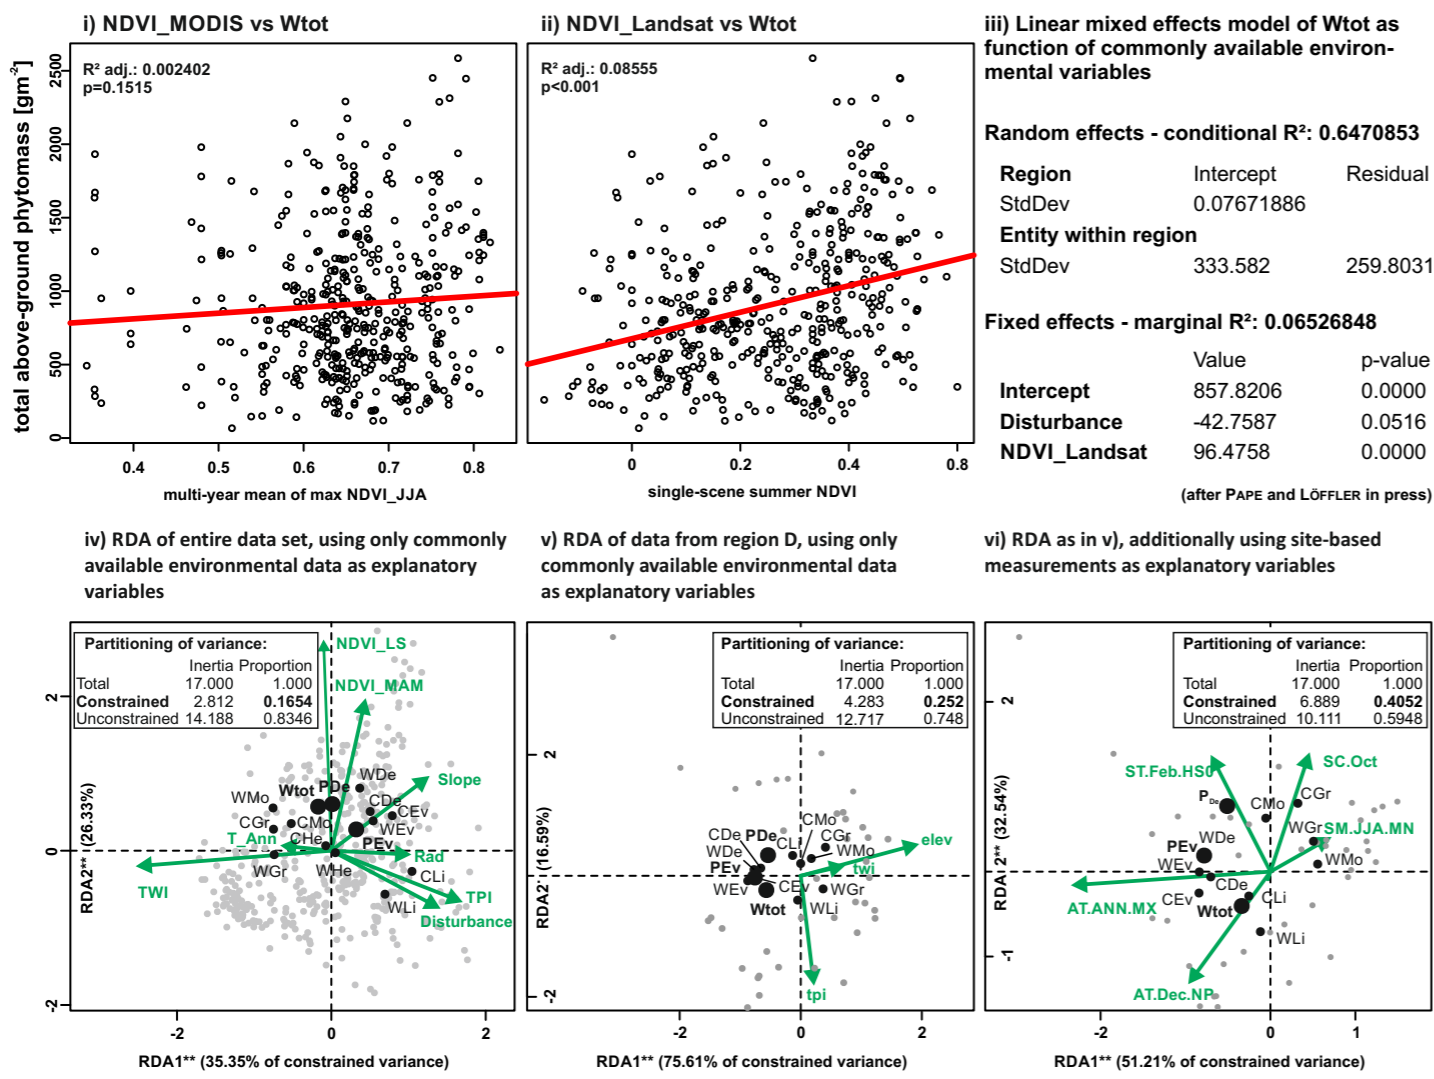 i) NDVI_MODIS vs Wtot
R² adj.: 0.002402
p=0.1515
total above-ground phytomass [gm⁻²]
2500
2000
1500
1000
500
0
0.4
0.5
0.6
0.7
0.8
multi-year mean of max NDVI_JJA
ii) NDVI_Landsat vs Wtot
R² adj.: 0.08555
p<0.001
0
0.2
0.4
0.8
single-scene summer NDVI
iii) Linear mixed effects model of Wtot as
function of commonly available environ-
mental variables
Random effects - conditional R²: 0.6470853
Region Intercept Residual
StdDev 0.07671886
Entity within region
StdDev 333.582 259.8031
Fixed effects - marginal R²: 0.06526848
Value p-value
Intercept 857.8206 0.0000
Disturbance -42.7587 0.0516
NDVI_Landsat 96.4758 0.0000
(after PAPE and LÖFFLER in press)
iv) RDA of entire data set, using only commonly
available environmental data as explanatory
variables
Partitioning of variance:
Inertia Proportion
Total 17.000 1.000
Constrained 2.812 0.1654
Unconstrained 14.188 0.8346
NDVI_LS
NDVI_MAM
WDe
Slope
Wtot PDe
WMo
CDe
CEv
CGr
CMo
WEv
T_Ann
CHe
PEv
Rad
WGr
WHe
TWI
CLi
TPI
WLi
Disturbance
RDA2** (26.33%)
2
0
-2
-2
0
2
RDA1** (35.35% of constrained variance)
v) RDA of data from region D, using only
commonly available environmental data
as explanatory variables
Partitioning of variance:
Inertia Proportion
Total 17.000 1.000
Constrained 4.283 0.252
Unconstrained 12.717 0.748
CMo
CDe PDe
CGr
CLi
elev
WDe
WMo
PEv
twi
WEv
CEv
WGr
Wtot
WLi
tpi
RDA2* (16.59%)
2
-2
-2
0
2
RDA1** (75.61% of constrained variance)
vi) RDA as in v), additionally using site-based
measurements as explanatory variables
Partitioning of variance:
Inertia Proportion
Total 17.000 1.000
Constrained 6.889 0.4052
Unconstrained 10.111 0.5948
ST.Feb.HS0
SC.Oct
PDe
CMo
CGr
WGr
SM.JJA.MN
WDe
PEv
WEv
WMo
CDe
AT.ANN.MX
CEv
Wtot
CLi
WLi
AT.Dec.NP
RDA 2** (32.54%)
2
-1
-2
0
1
RDA1** (51.21% of constrained variance)